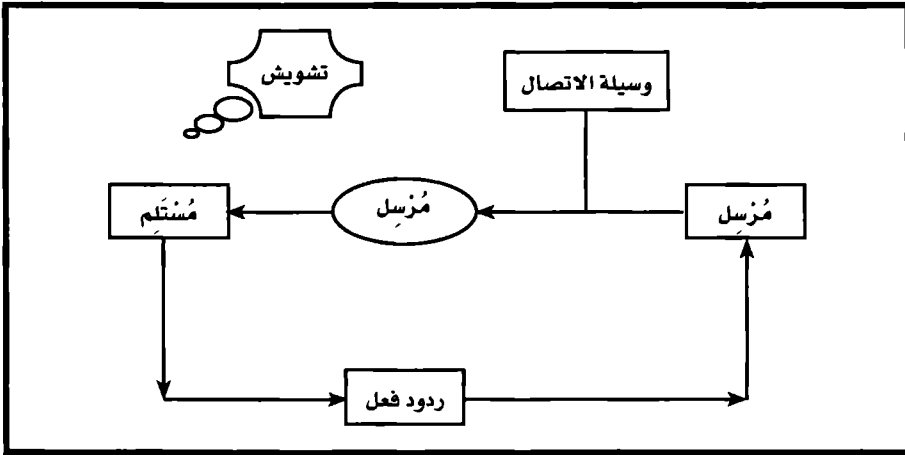 تشويش
وسيلة الاتصال
مُرْسِل
مُرْسِل
مُسْتَلِم
ردود فعل